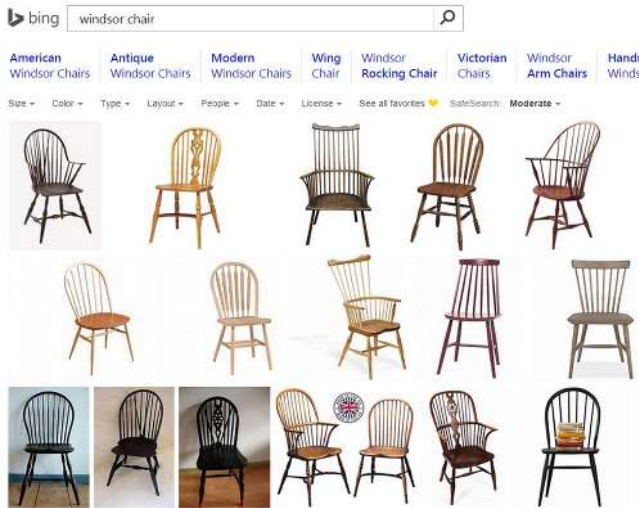 bing
windsor chair
American Windsor Chairs
Antique Windsor Chairs
Modern Windsor Chairs
Wing Chair
Windsor Rocking Chair
Victorian Chairs
Windsor Arm Chairs
Size Color Type Layout People Date License See all favorites SafeSearch: Moderate